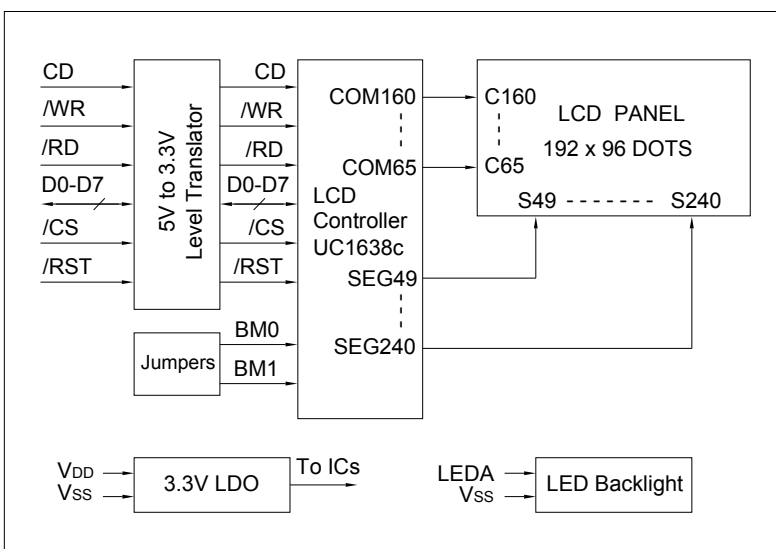 CD
/WR
/RD
D0-D7
/CS
/RST
5V to 3.3V
Level Translator
CD
/WR
/RD
D0-D7
/CS
/RST
Jumpers
BM0
BM1
COM160
COM65
LCD
Controller
UC1638c
SEG49
SEG240
C160
C65
LCD PANEL
192 x 96 DOTS
S49 - - - - - - - S240
VDD
VSS
3.3V LDO
To ICs
LEDA
VSS
LED Backlight